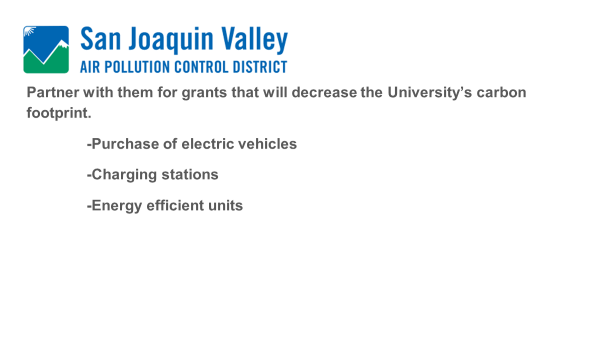 San Joaquin Valley
AIR POLLUTION CONTROL DISTRICT
Partner with them for grants that will decrease the University’s carbon
footprint.
-Purchase of electric vehicles
-Charging stations
-Energy efficient units